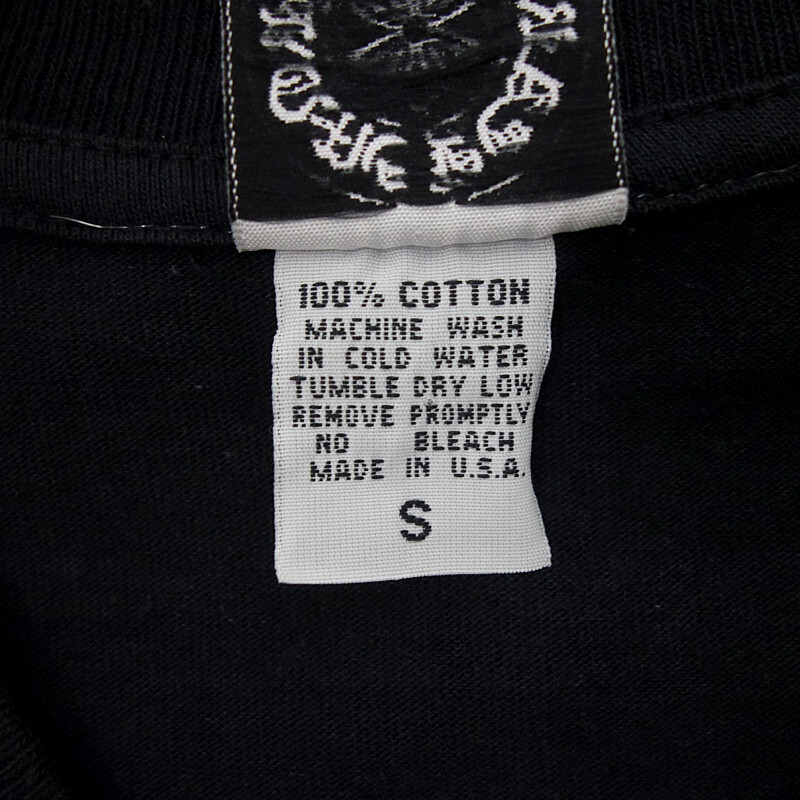 100% COTTON
MACHINE WASH
IN COLD WATER
TUMBLE DRY LOW
REMOVE PROMPTLY
NO BLEACH
MADE IN U.S.A.
S